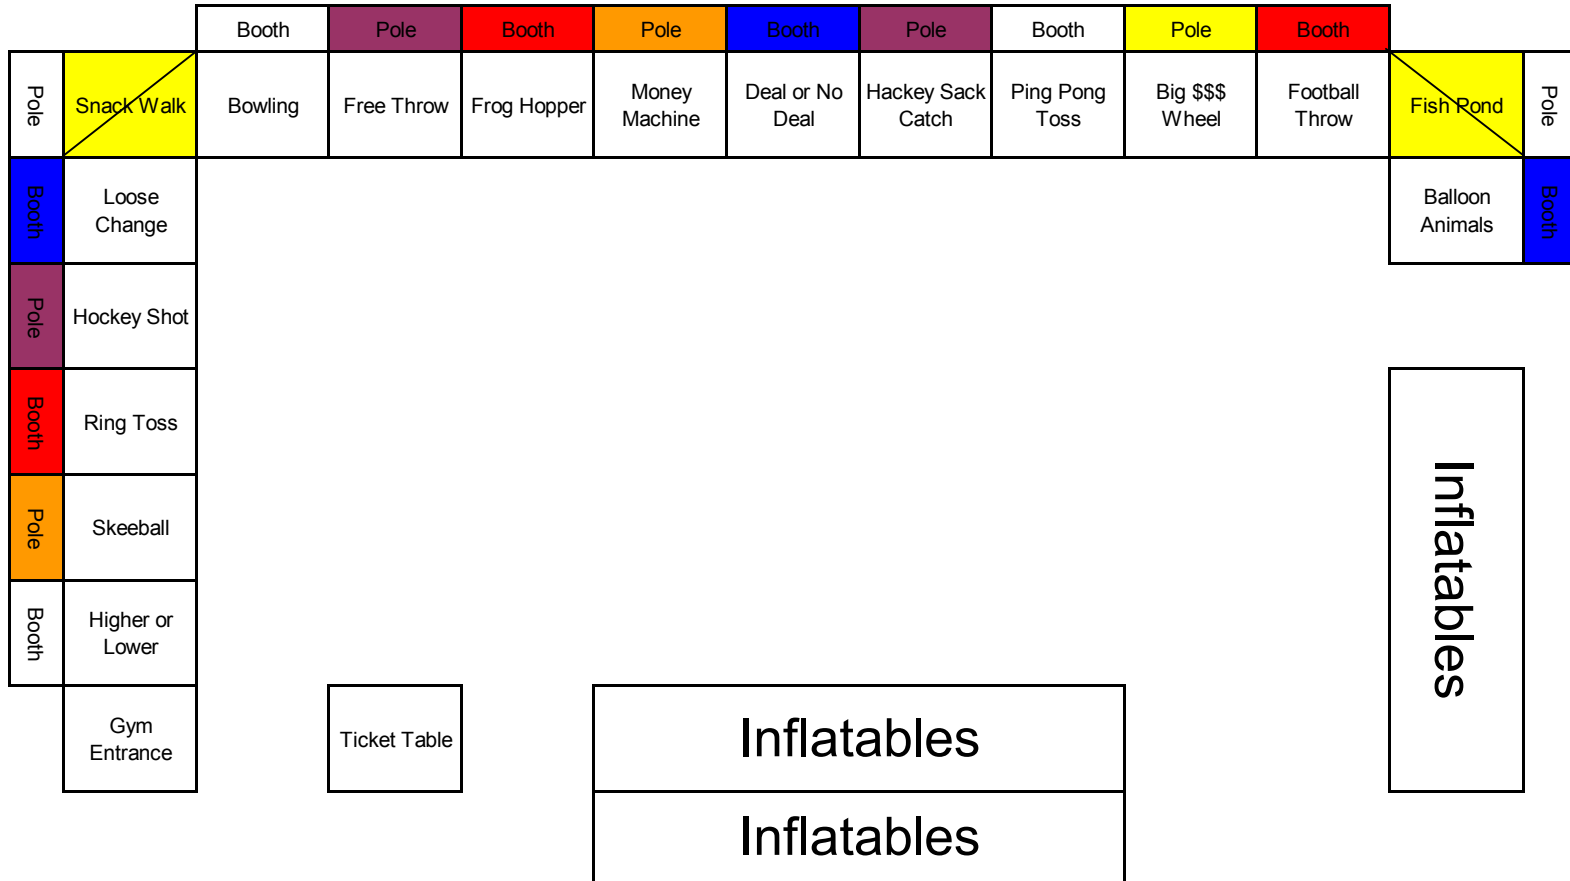 Booth Pole Booth Pole Booth Pole Booth Pole Booth
Pole Snack Walk Bowling Free Throw Frog Hopper Money
Machine Deal or No
Deal Hackey Sack
Catch Ping Pong
Toss Big $$$
Wheel Football
Throw Fish Pond Pole
Booth Loose
Change Balloon
Animals Booth
Pole Hockey Shot
Booth Ring Toss
Pole Skeeball
Booth Higher or
Lower
Inflatables
Gym
Entrance Ticket Table Inflatables
Inflatables